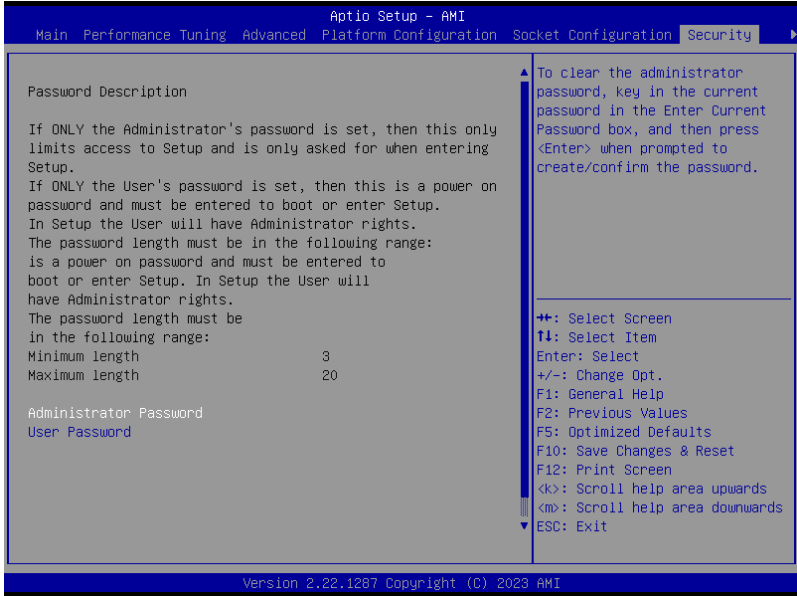 Aptio Setup - AMI
Main Performance Tuning Advanced Platform Configuration Socket Configuration Security
Password Description
If ONLY the Administrator's password is set, then this only
limits access to Setup and is only asked for when entering
Setup.
If ONLY the User's password is set, then this is a power on
password and must be entered to boot or enter Setup.
In Setup the User will have Administrator rights.
The password length must be in the following range:
is a power on password and must be entered to
boot or enter Setup. In Setup the User will
have Administrator rights.
The password length must be
in the following range:
Minimum length 3
Maximum length 20
Administrator Password
User Password
To clear the administrator
password, key in the current
password in the Enter Current
Password box, and then press
<Enter> when prompted to
create/confirm the password.
→←: Select Screen
↑↓: Select Item
Enter: Select
+/-: Change Opt.
F1: General Help
F2: Previous Values
F5: Optimized Defaults
F10: Save Changes & Reset
F12: Print Screen
<k>: Scroll help area upwards
<m>: Scroll help area downwards
ESC: Exit
Version 2.22.1287 Copyright (C) 2023 AMI